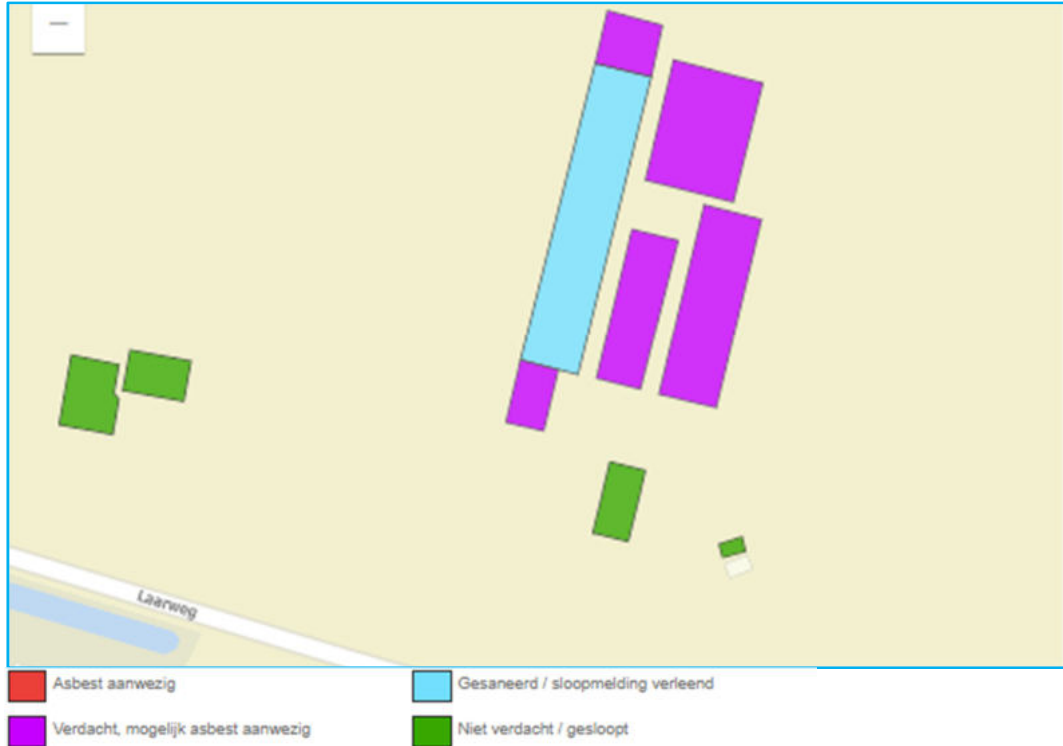 Laarweg
Asbest aanwezig
Gesaneerd / sloopmelding verleend
Verdacht, mogelijk asbest aanwezig
Niet verdacht / gesloopt